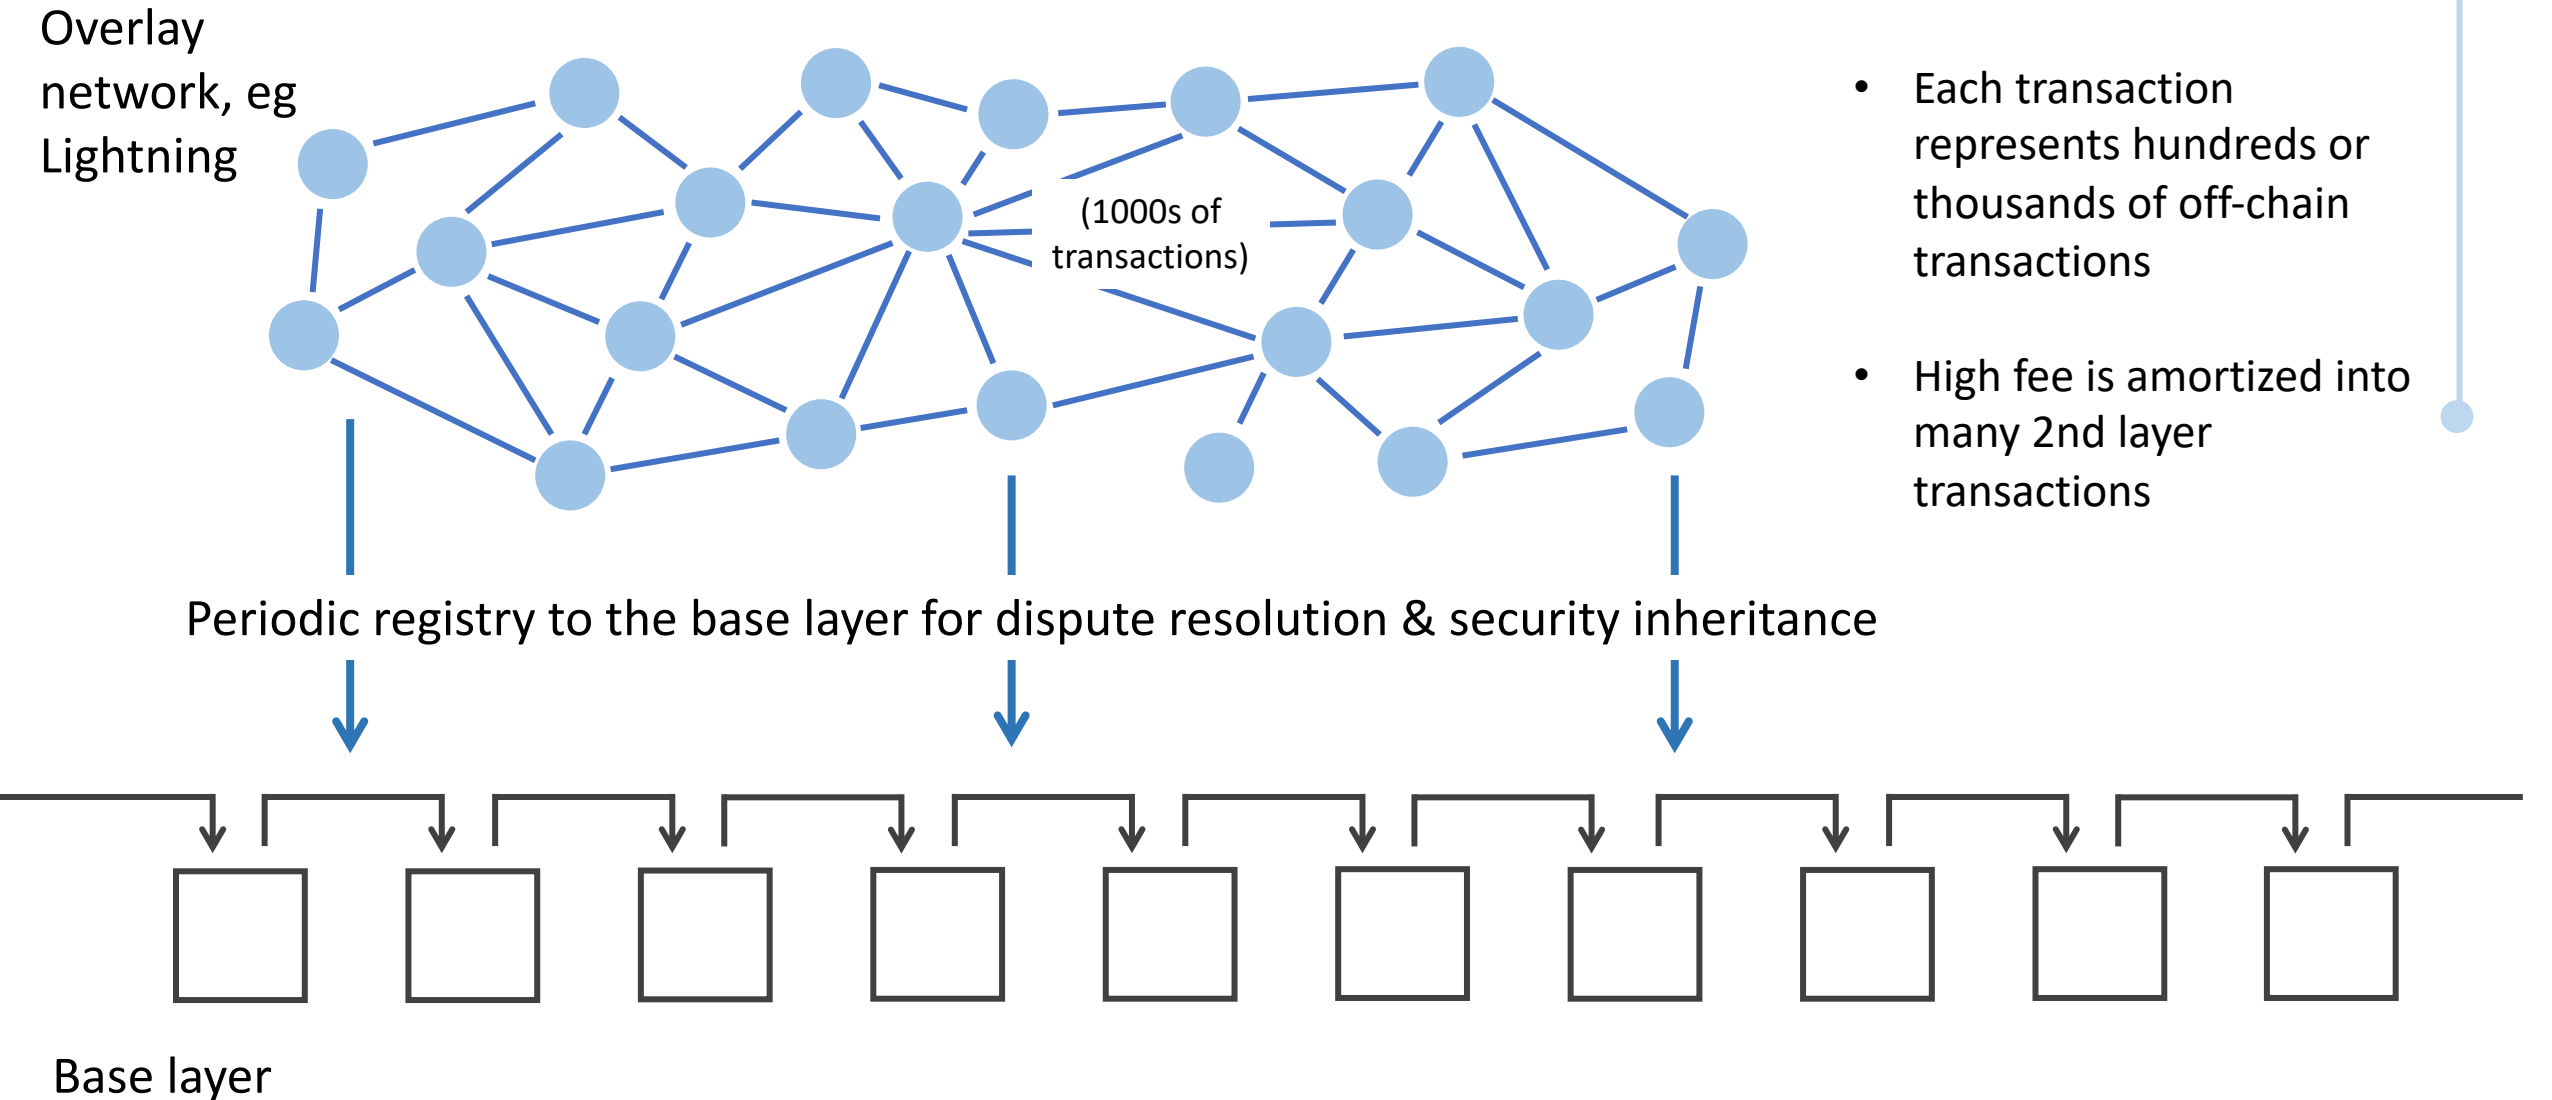 Overlay
network, eg
Lightning
(1000s of
transactions)
• Each transaction
represents hundreds or
thousands of off-chain
transactions
• High fee is amortized into
many 2nd layer
transactions
Periodic registry to the base layer for dispute resolution & security inheritance
Base layer